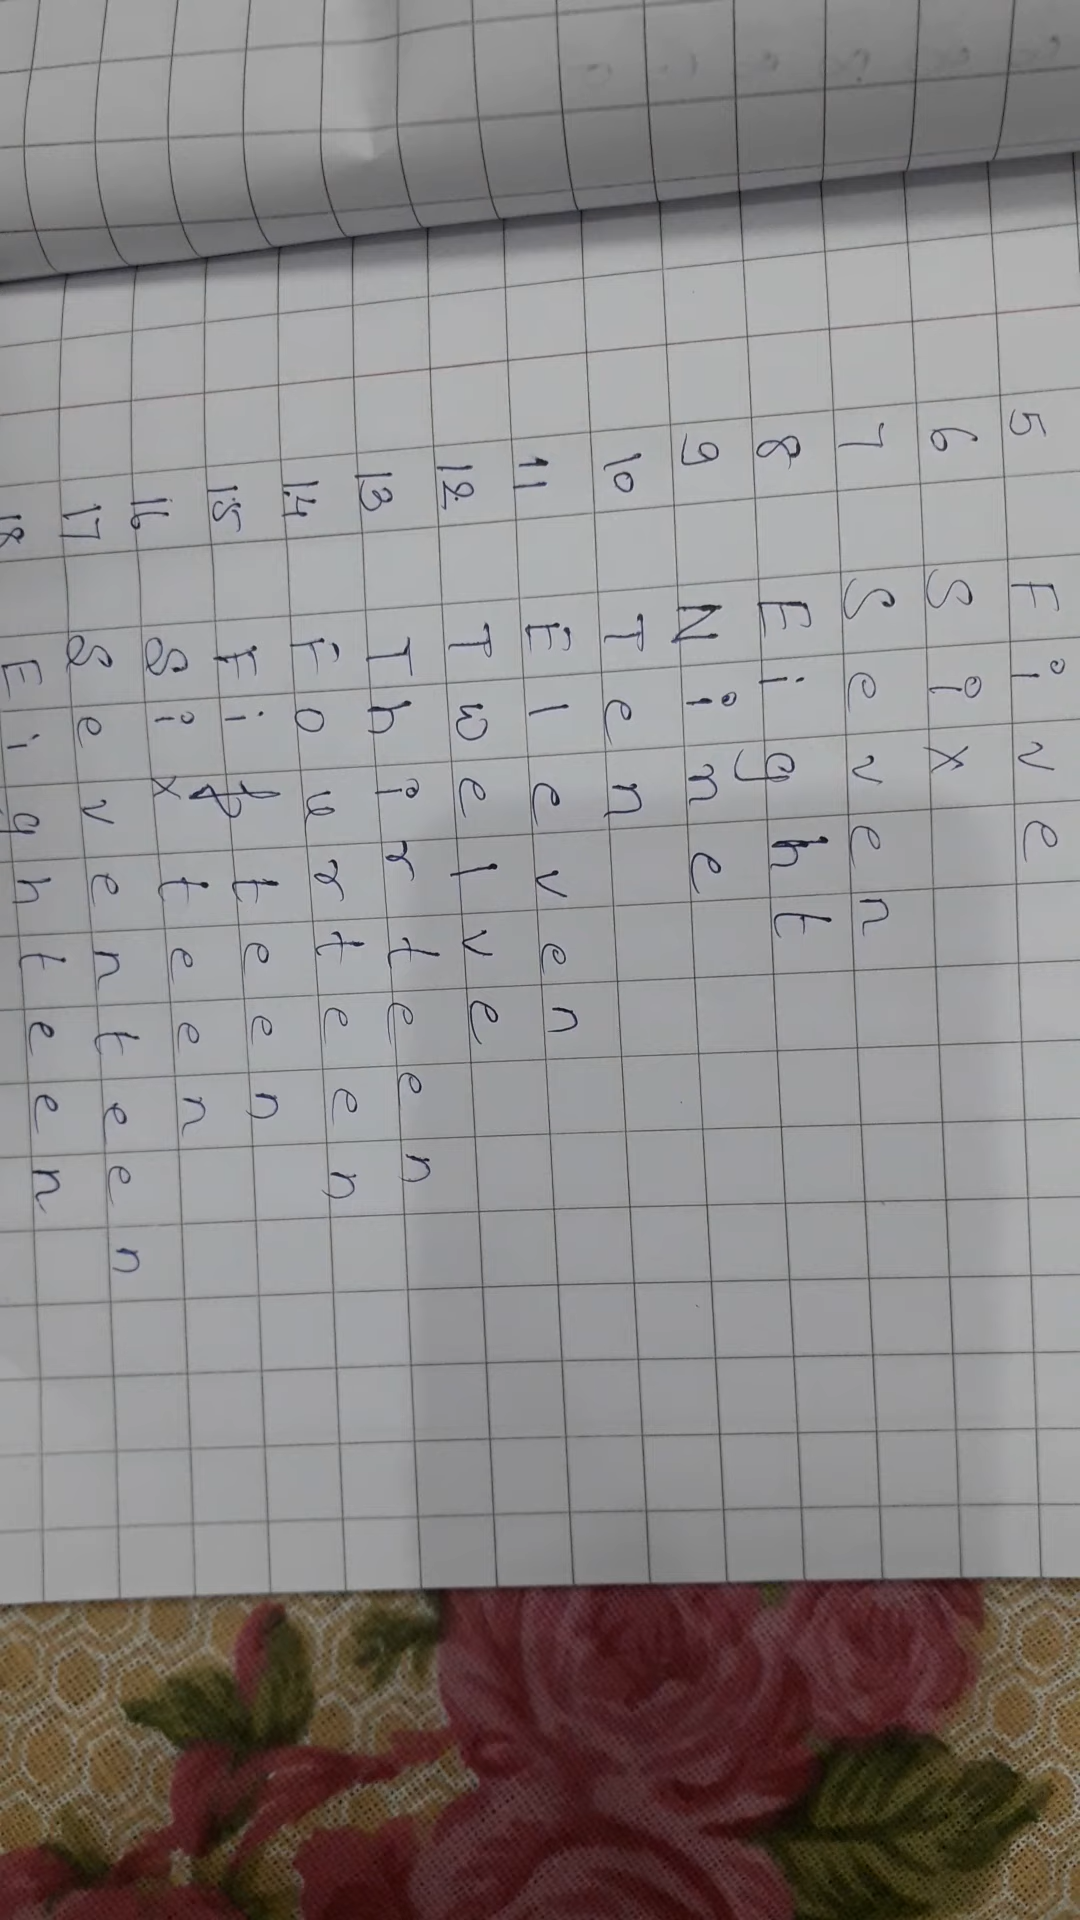 5 Five
6 Six
7 Seven
8 Eight
9 Nine
10 Ten
11 Eleven
12 Twelve
13 Thirteen
14 Fourteen
15 Fifteen
16 Sixteen
17 Seventeen
18 Eighteen